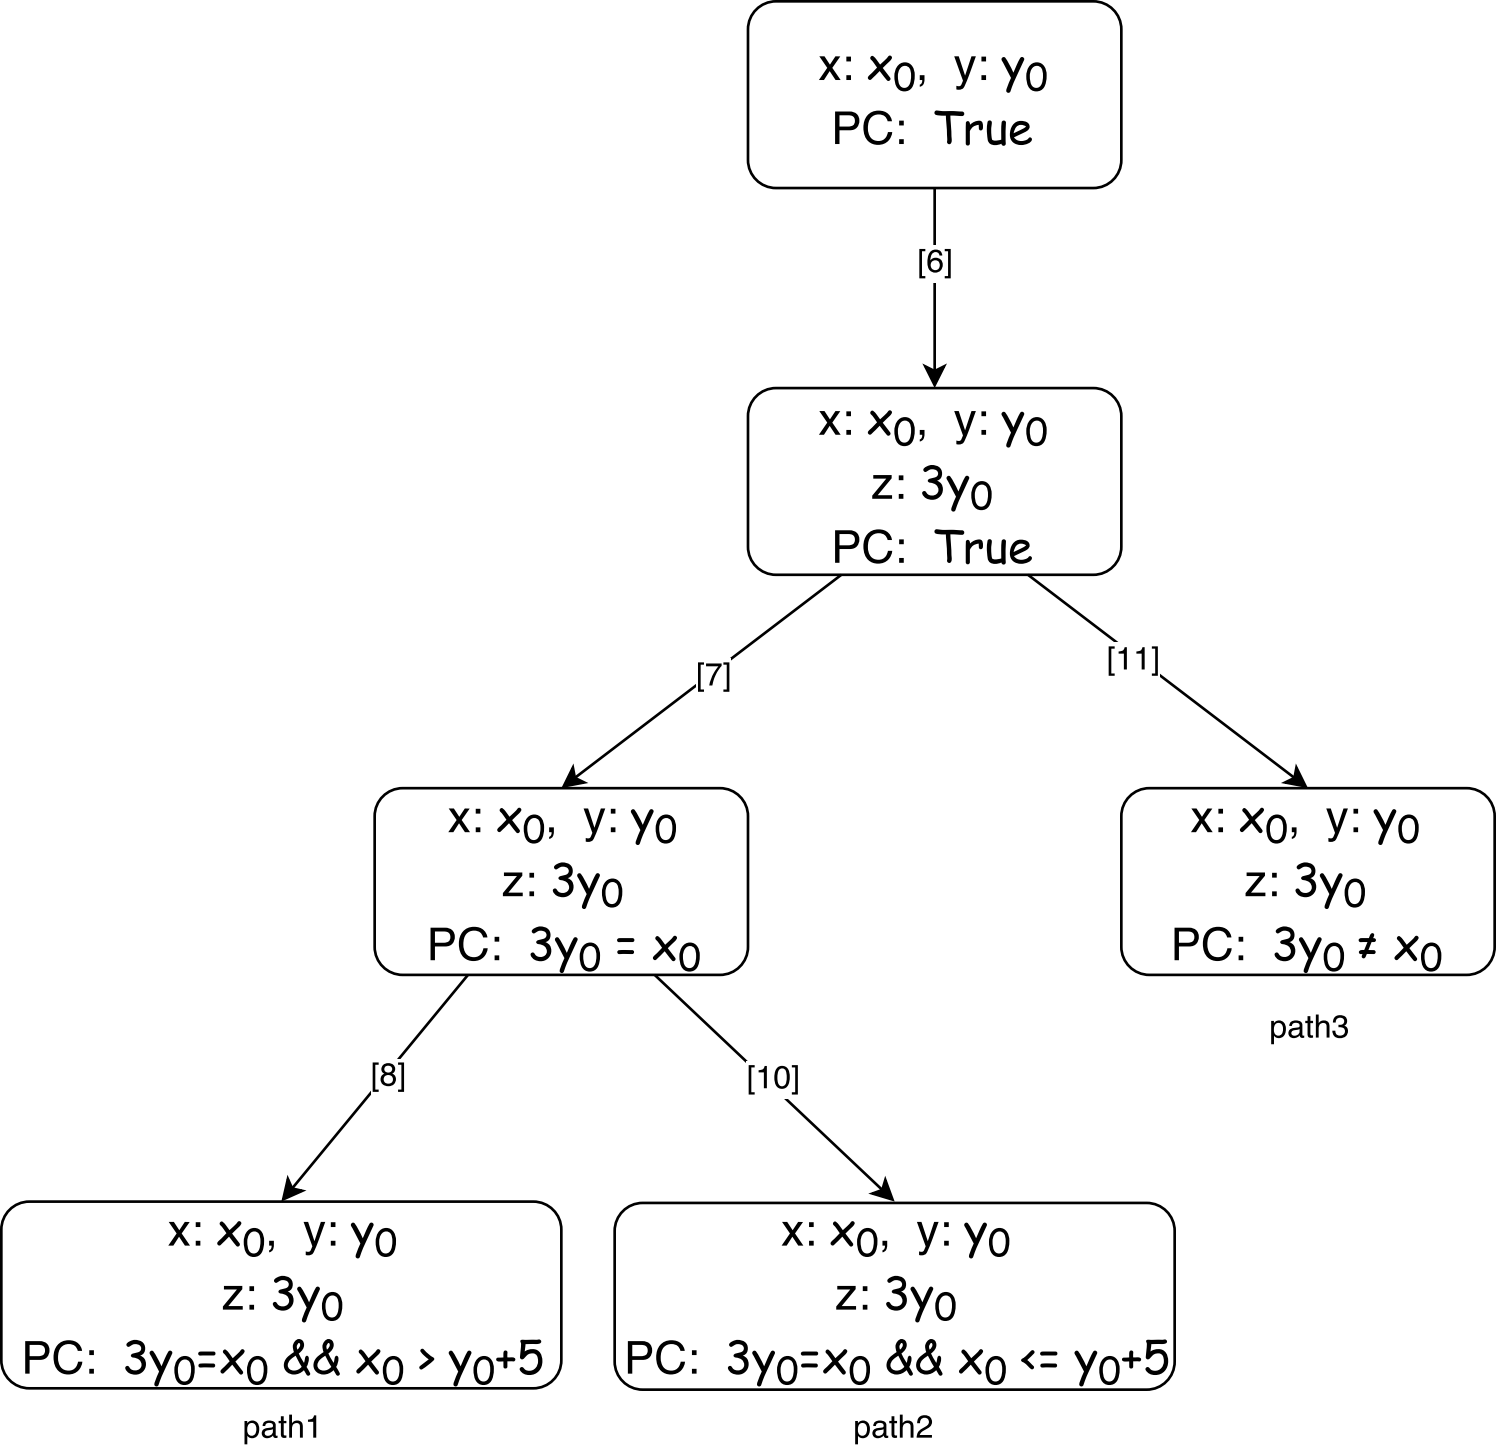 x: x₀, y: y₀
PC: True
[6]
x: x₀, y: y₀
z: 3y₀
PC: True
[7]
[11]
x: x₀, y: y₀
z: 3y₀
PC: 3y₀ = x₀
x: x₀, y: y₀
z: 3y₀
PC: 3y₀ ≠ x₀
path3
[8]
[10]
x: x₀, y: y₀
z: 3y₀
PC: 3y₀=x₀ && x₀ > y₀+5
path1
x: x₀, y: y₀
z: 3y₀
PC: 3y₀=x₀ && x₀ <= y₀+5
path2